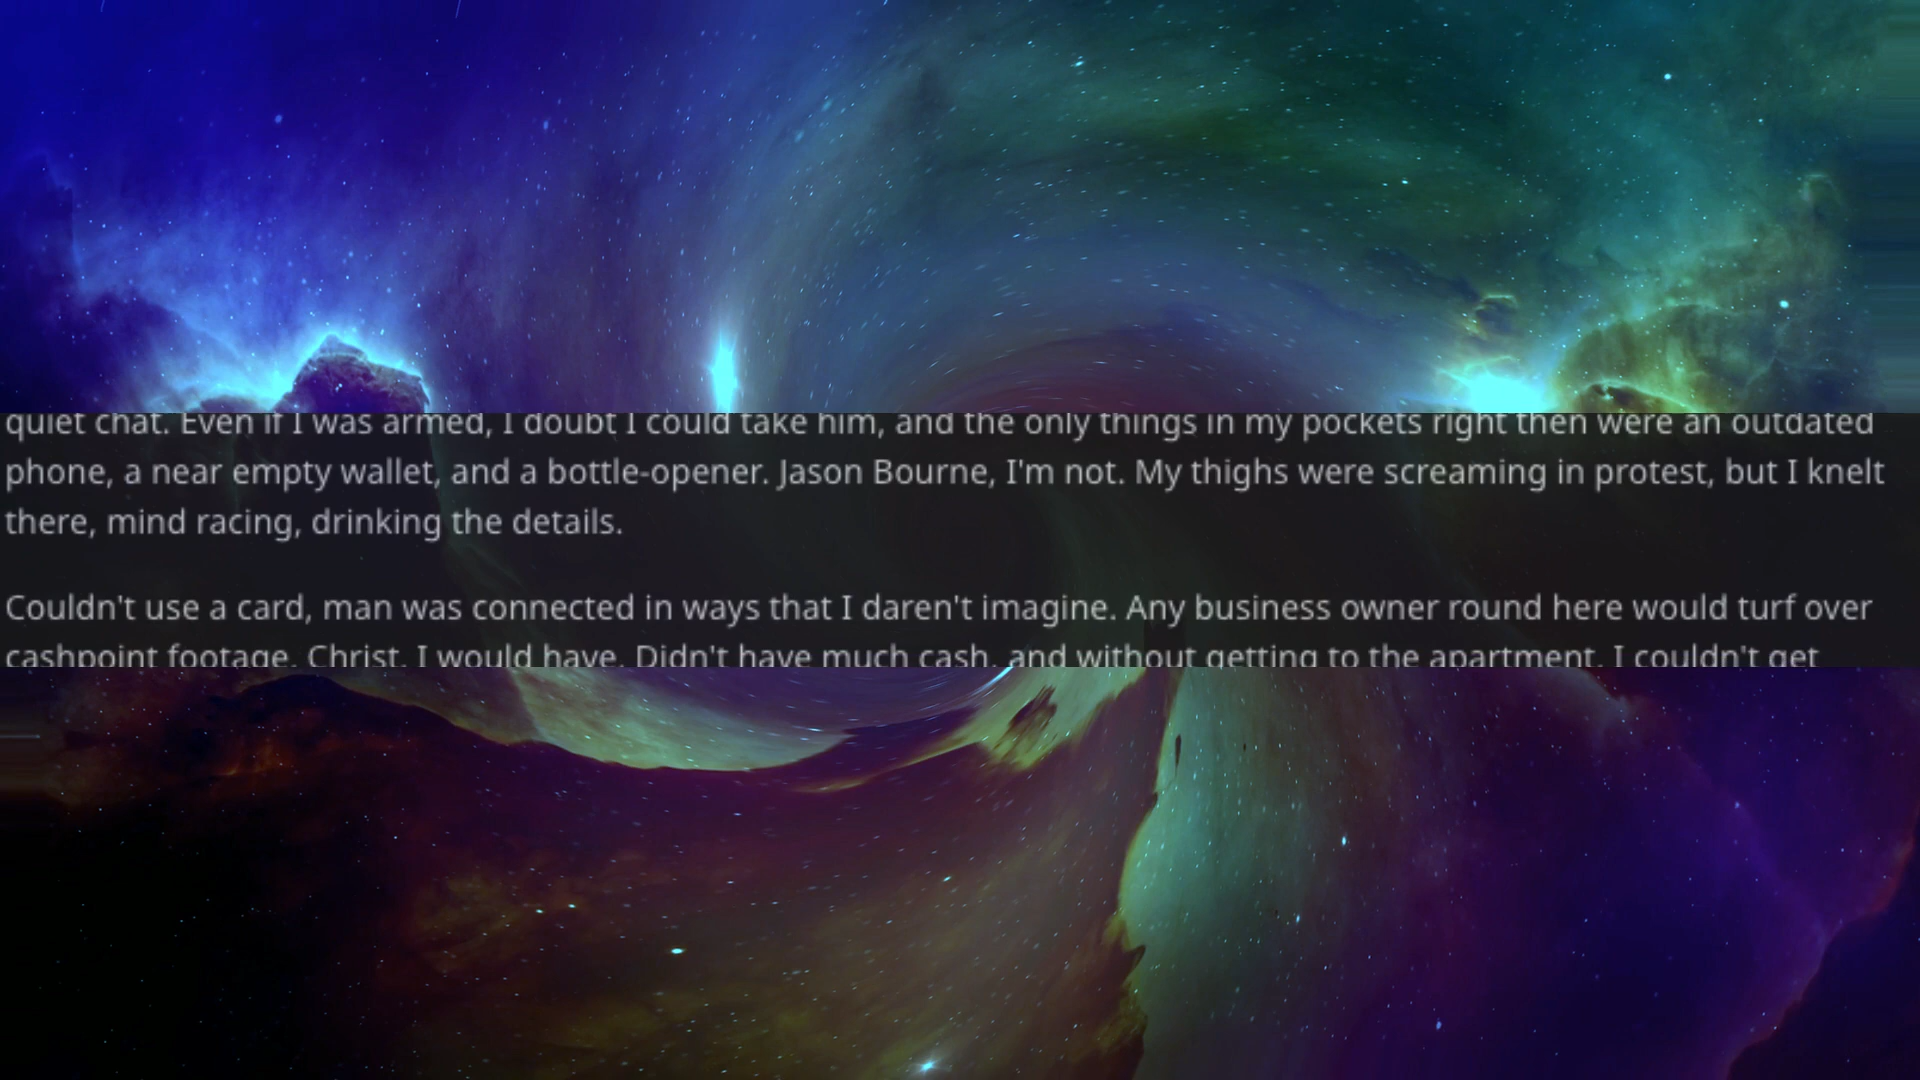 quiet chat. Even if I was armed, I doubt I could take him, and the only things in my pockets right then were an outdated
phone, a near empty wallet, and a bottle-opener. Jason Bourne, I'm not. My thighs were screaming in protest, but I knelt
there, mind racing, drinking the details.
Couldn't use a card, man was connected in ways that I daren't imagine. Any business owner round here would turf over
cashpoint footage. Christ, I would have. Didn't have much cash, and without getting to the apartment, I couldn't get